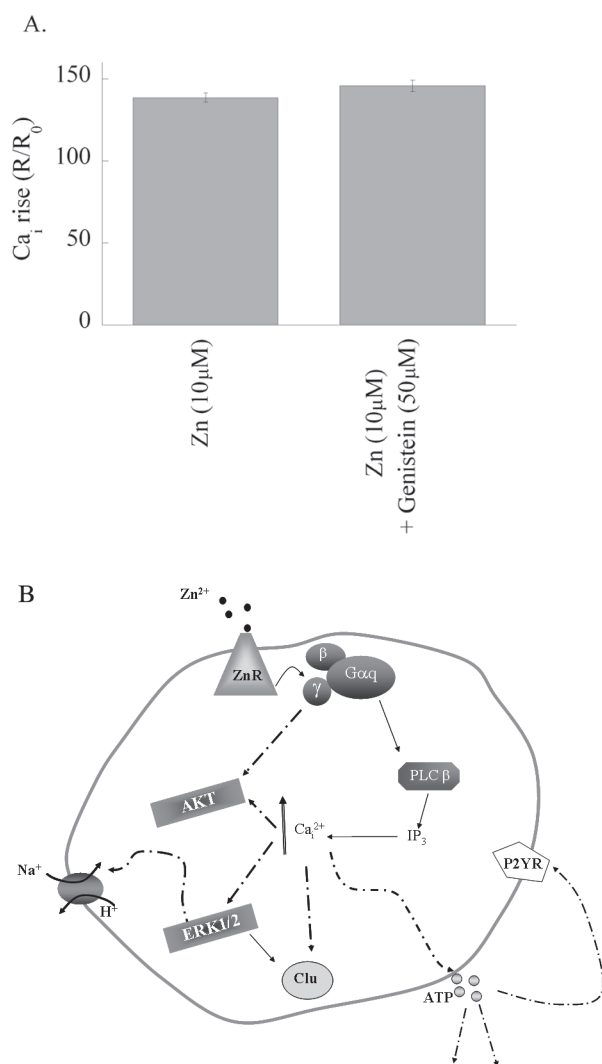 A.
Ca_i rise (R/R_0)
150
100
50
0
Zn (10µM)
Zn (10µM)
+ Genistein (50µM)
B
Zn²⁺
ZnR
β
γ
Gαq
PLC β
AKT
Ca_i²⁺
IP₃
Na⁺
H⁺
P2YR
ERK1/2
Clu
ATP